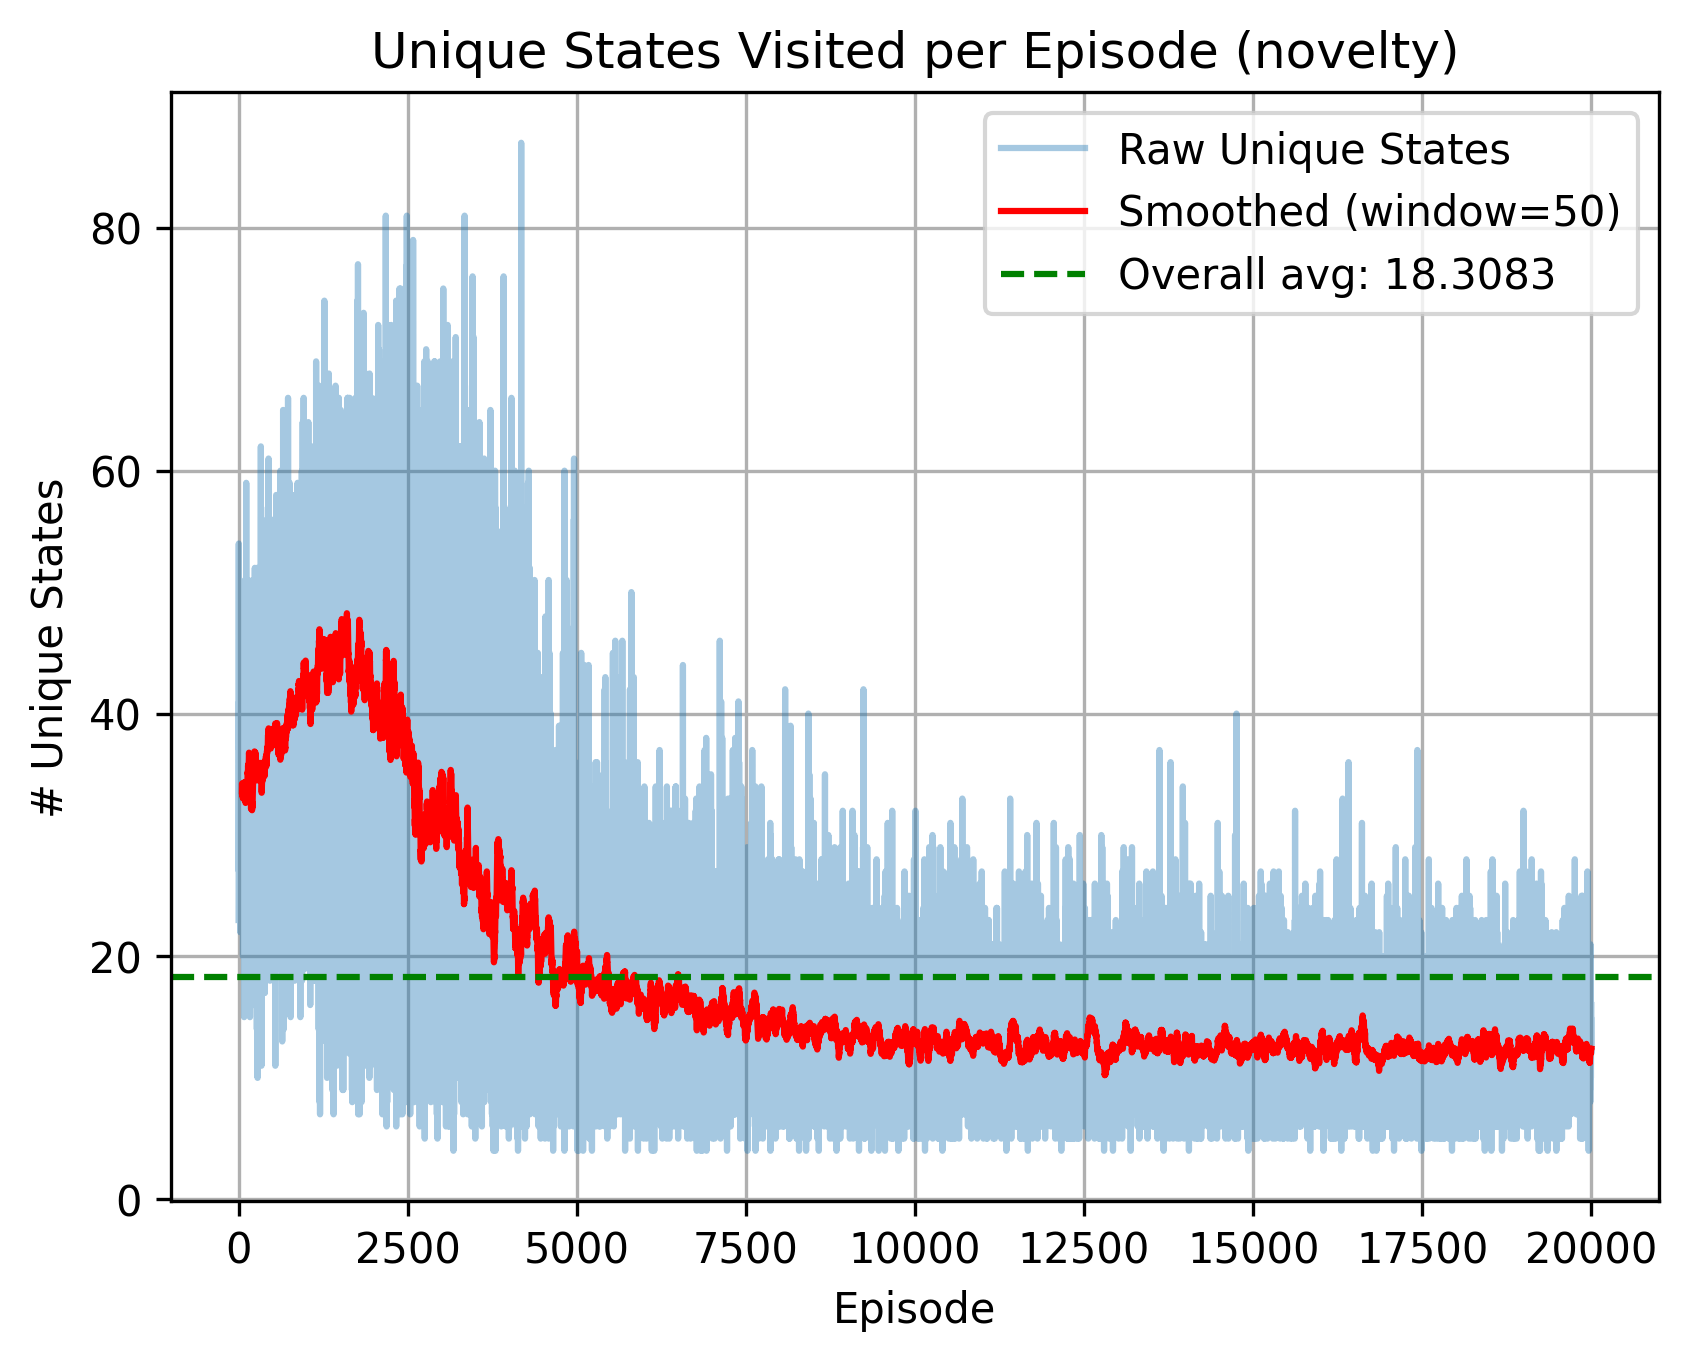 Unique States Visited per Episode (novelty)
Raw Unique States
Smoothed (window=50)
Overall avg: 18.3083
# Unique States
80
60
40
20
0
0 2500 5000 7500 10000 12500 15000 17500 20000
Episode